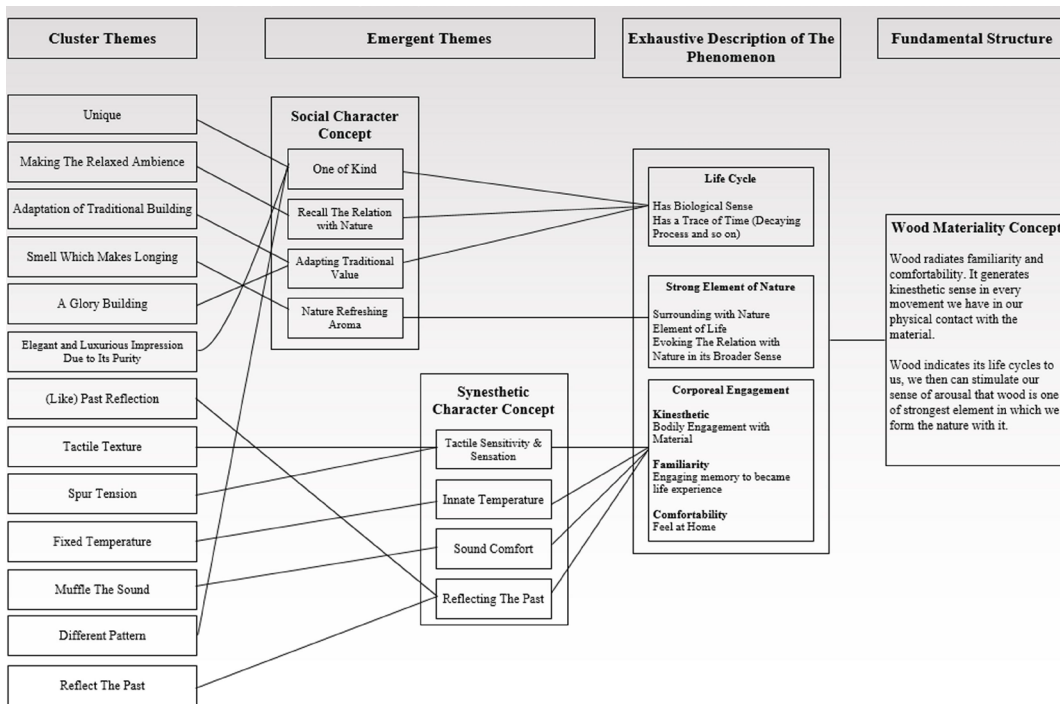 Cluster Themes
Emergent Themes
Exhaustive Description of The
Phenomenon
Fundamental Structure
Unique
Making The Relaxed Ambience
Adaptation of Traditional Building
Smell Which Makes Longing
A Glory Building
Elegant and Luxurious Impression
Due to Its Purity
(Like) Past Reflection
Tactile Texture
Spur Tension
Fixed Temperature
Muffle The Sound
Different Pattern
Reflect The Past
Social Character
Concept
One of Kind
Recall The Relation
with Nature
Adapting Traditional
Value
Nature Refreshing
Aroma
Synesthetic
Character Concept
Tactile Sensitivity &
Sensation
Innate Temperature
Sound Comfort
Reflecting The Past
Life Cycle
Has Biological Sense
Has a Trace of Time (Decaying
Process and so on)
Strong Element of Nature
Surrounding with Nature
Element of Life
Evoking The Relation with
Nature in its Broader Sense
Corporeal Engagement
Kinesthetic
Bodily Engagement with
Material
Familiarity
Engaging memory to became
life experience
Comfortability
Feel at Home
Wood Materiality Concept
Wood radiates familiarity and
comfortability. It generates
kinesthetic sense in every
movement we have in our
physical contact with the
material.
Wood indicates its life cycles to
us, we then can stimulate our
sense of arousal that wood is one
of strongest element in which we
form the nature with it.